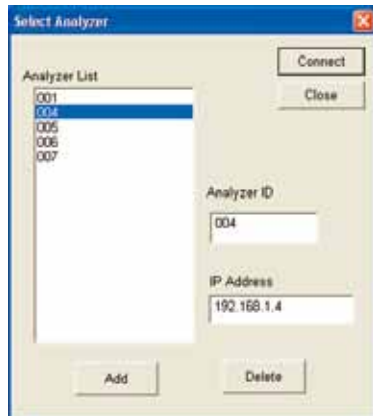 Select Analyzer
Connect
Analyzer List
Close
001
004
005
006
007
Analyzer ID
004
IP Address
192.168.1.4
Add
Delete